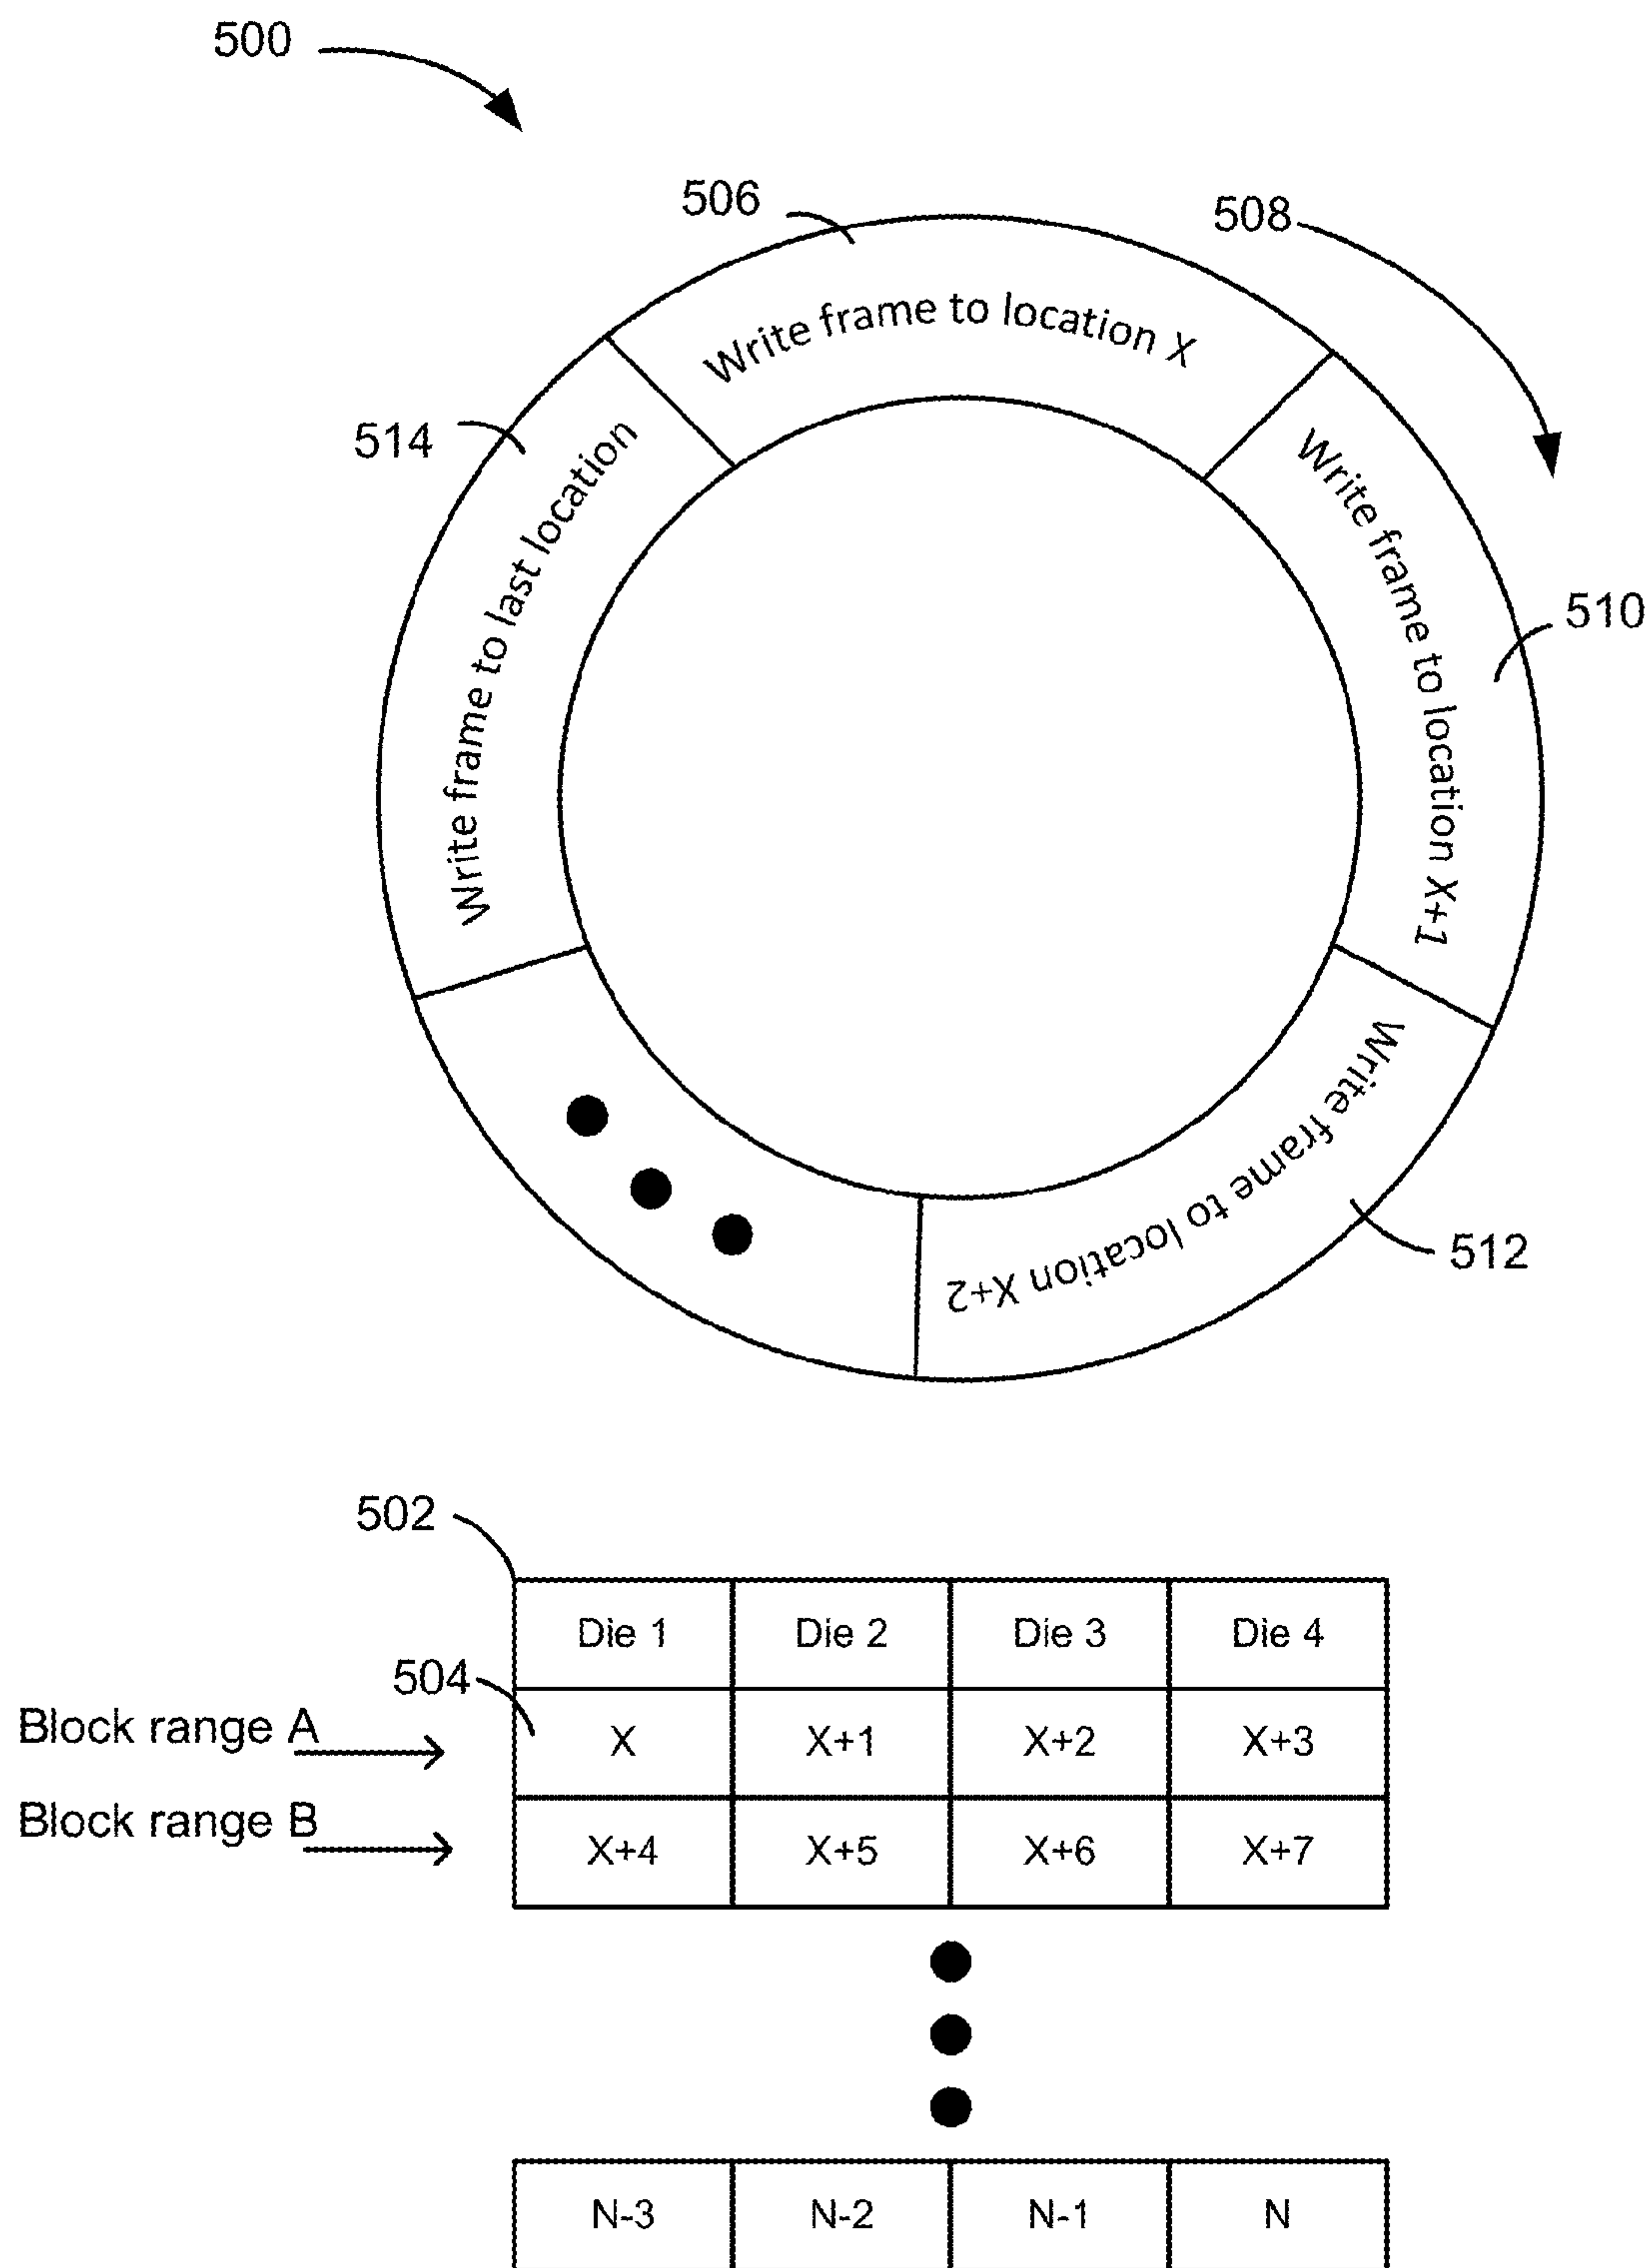 500
506
508
Write frame to location X
514
Write frame to last location
Write frame to location X+1
510
Write frame to location X+2
512
502
Die 1 Die 2 Die 3 Die 4
504
Block range A X X+1 X+2 X+3
Block range B X+4 X+5 X+6 X+7
N-3 N-2 N-1 N